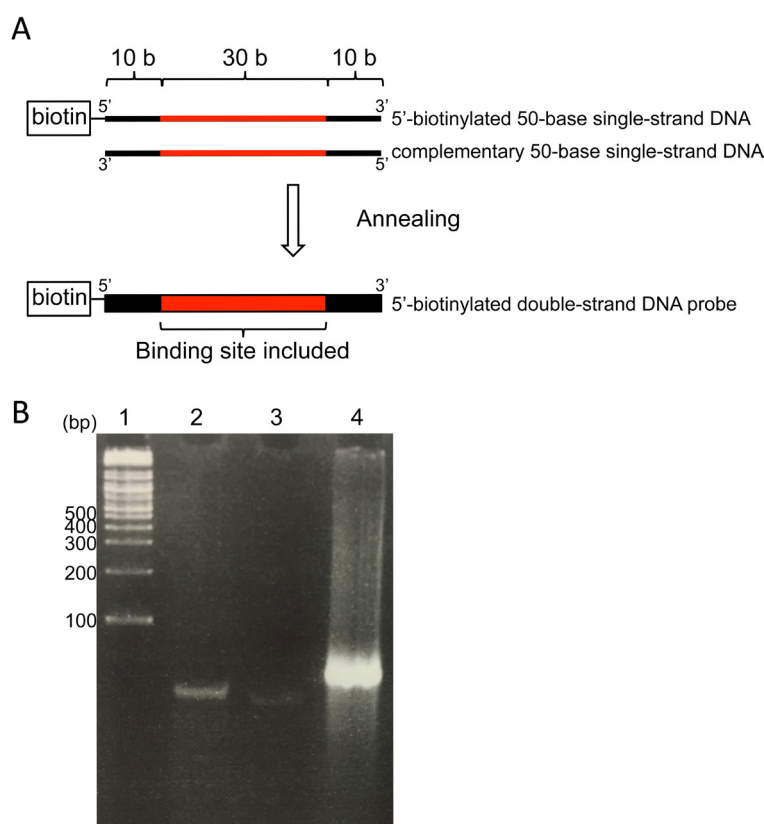 A
10 b 30 b 10 b
biotin 5' 3' 5'-biotinylated 50-base single-strand DNA
3' 5' complementary 50-base single-strand DNA
Annealing
biotin 5' 3' 5'-biotinylated double-strand DNA probe
Binding site included
B
(bp) 1 2 3 4
500
400
300
200
100